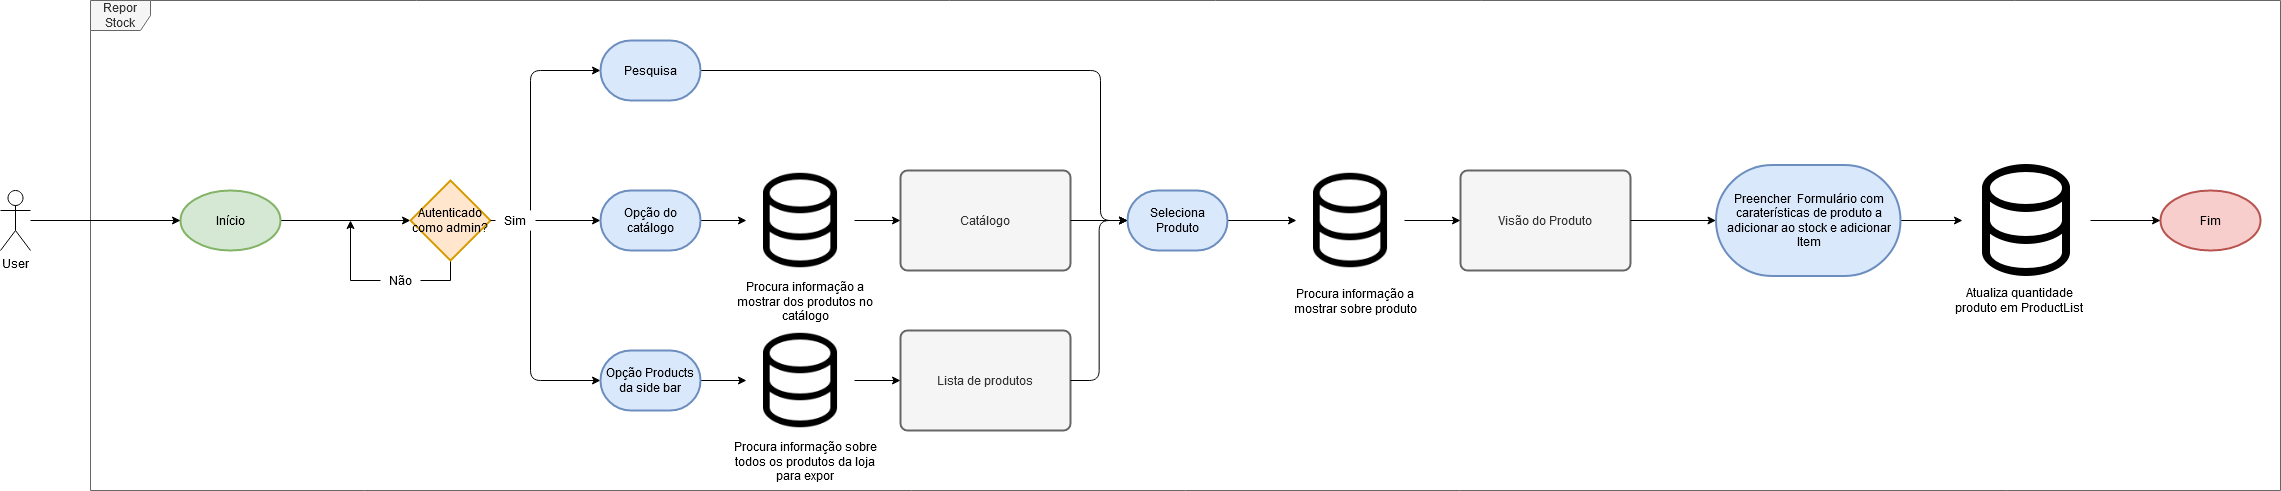 Repor
Stock
User
Início
Autenticado
como admin?
Não
Sim
Pesquisa
Opção do
catálogo
Procura informação a
mostrar dos produtos no
catálogo
Catálogo
Opção Products
da side bar
Procura informação sobre
todos os produtos da loja
para expor
Lista de produtos
Seleciona
Produto
Procura informação a
mostrar sobre produto
Visão do Produto
Preencher  Formulário com
caraterísticas de produto a
adicionar ao stock e adicionar
Item
Atualiza quantidade
produto em ProductList
Fim